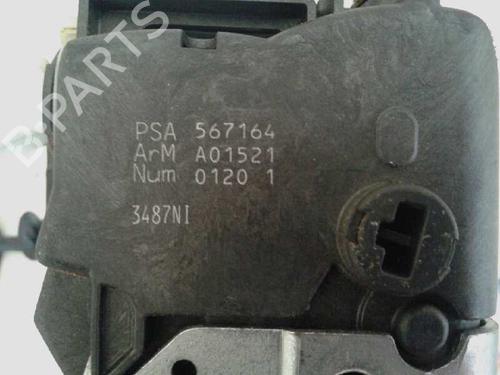 B-PARTS
PSA 567164
ArM A01521
Num 0120 1
3487NI